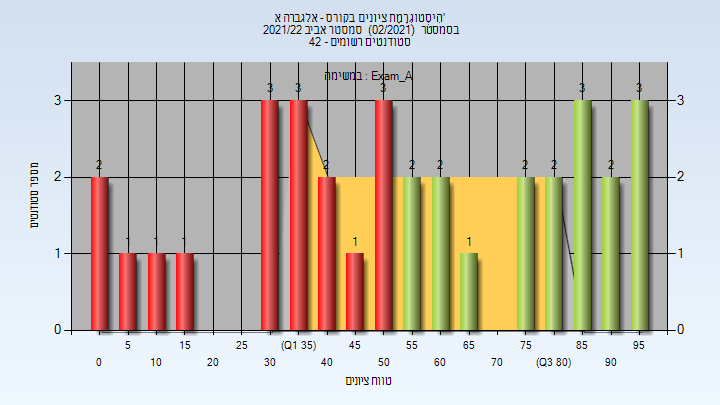 היסטוגרמת ציונים בקורס - אלגברה א'
בסמסטר (02/2021) סמסטר אביב 2021/22
סטודנטים רשומים - 42
במשימה : Exam_A
מספר סטודנטים
3 3
2 2
1 1
0 0
2 1 1 1 3 3 2 1 3 2 2 1 2 2 3 2 3
5 15 25 (Q1 35) 45 55 65 75 85 95
0 10 20 30 40 50 60 70 (Q3 80) 90
טווח ציונים